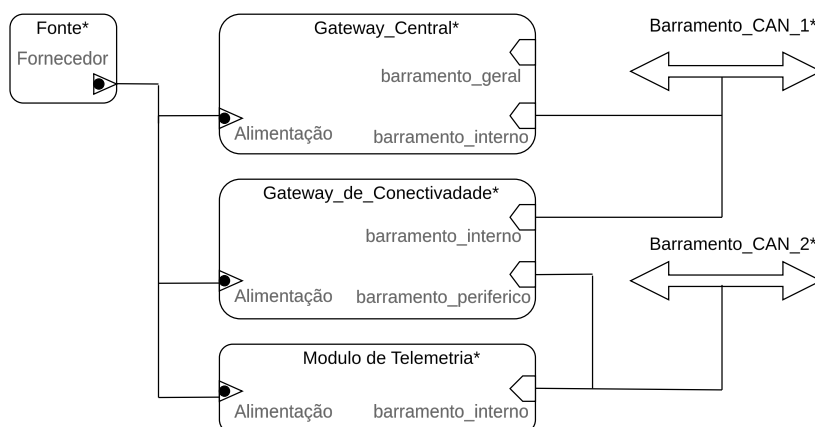 Fonte*
Fornecedor
Gateway_Central*
barramento_geral
Alimentação
barramento_interno
Barramento_CAN_1*
Gateway_de_Conectivadade*
barramento_interno
Alimentação
barramento_periferico
Barramento_CAN_2*
Modulo de Telemetria*
Alimentação
barramento_interno